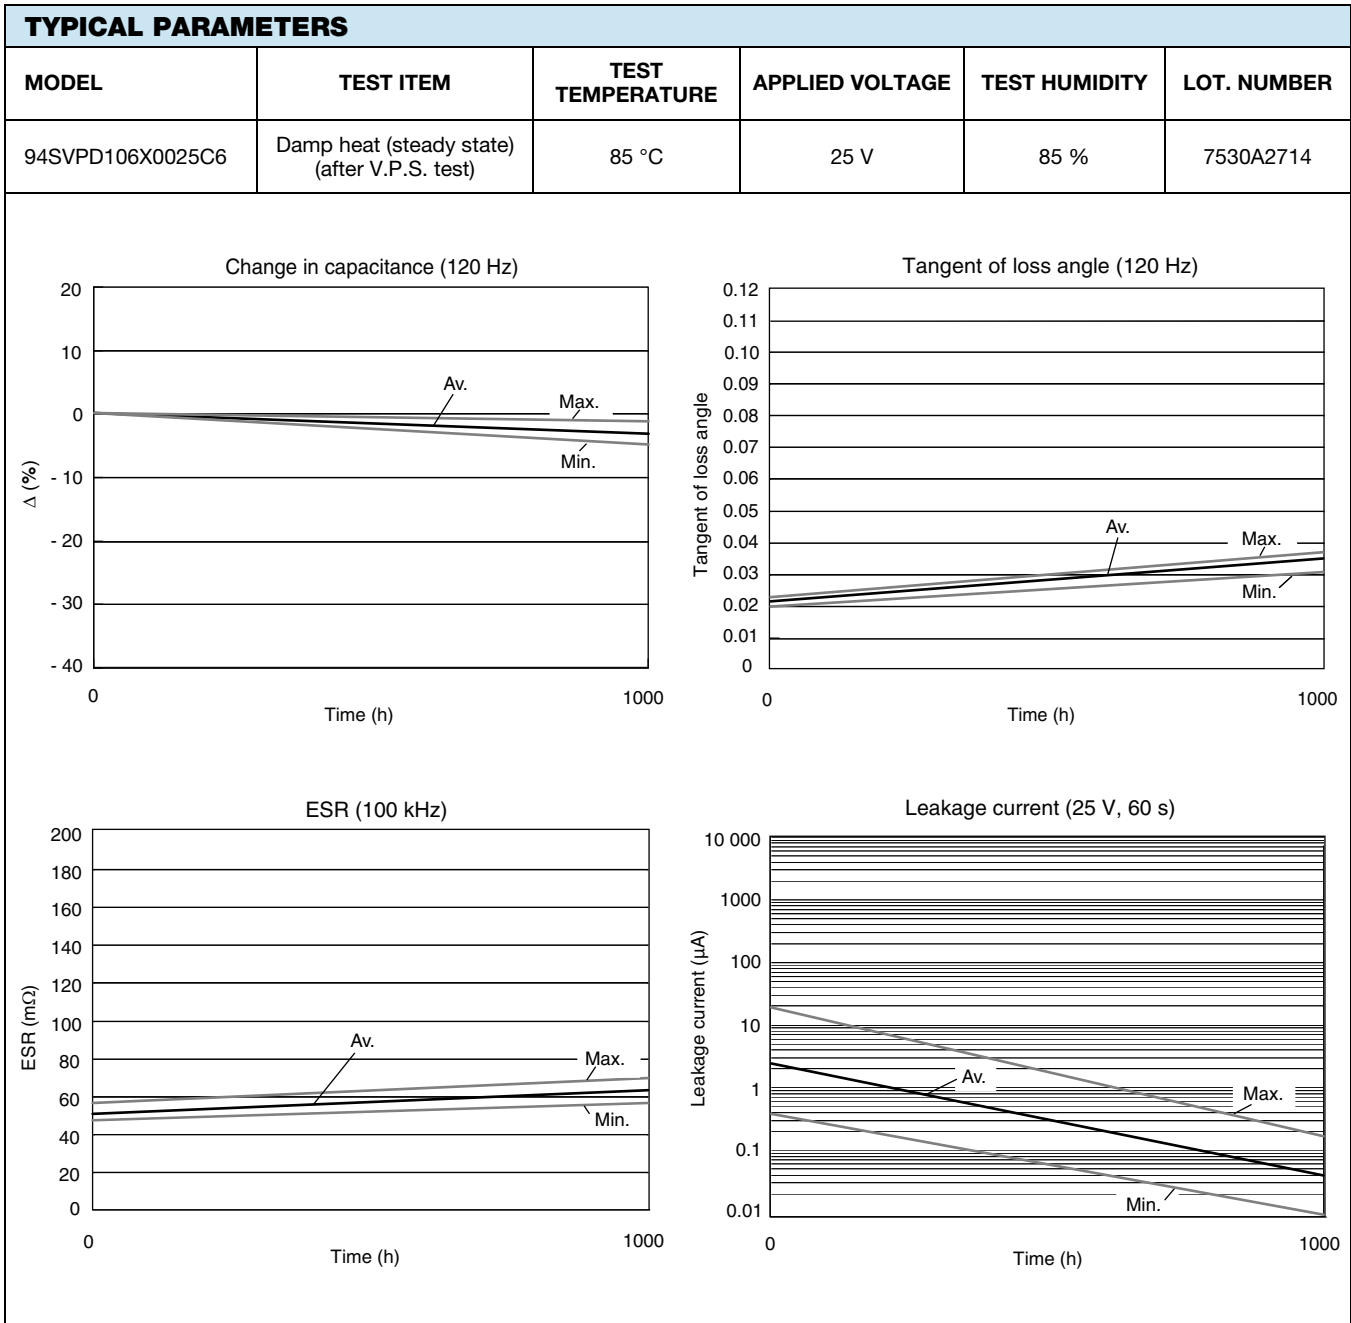 TYPICAL PARAMETERS
MODEL
TEST ITEM
TEST
TEMPERATURE
APPLIED VOLTAGE
TEST HUMIDITY
LOT. NUMBER
94SVPD106X0025C6
Damp heat (steady state)
(after V.P.S. test)
85 °C
25 V
85 %
7530A2714
Change in capacitance (120 Hz)
20
10
0
- 10
- 20
- 30
- 40
Δ (%)
Av.
Max.
Min.
0
1000
Time (h)
Tangent of loss angle (120 Hz)
0.12
0.11
0.10
0.09
0.08
0.07
0.06
0.05
0.04
0.03
0.02
0.01
0
Tangent of loss angle
Av.
Max.
Min.
0
1000
Time (h)
ESR (100 kHz)
200
180
160
140
120
100
80
60
40
20
0
ESR (mΩ)
Av.
Max.
Min.
0
1000
Time (h)
Leakage current (25 V, 60 s)
10 000
1000
100
10
1
0.1
0.01
Leakage current (µA)
Av.
Max.
Min.
0
1000
Time (h)